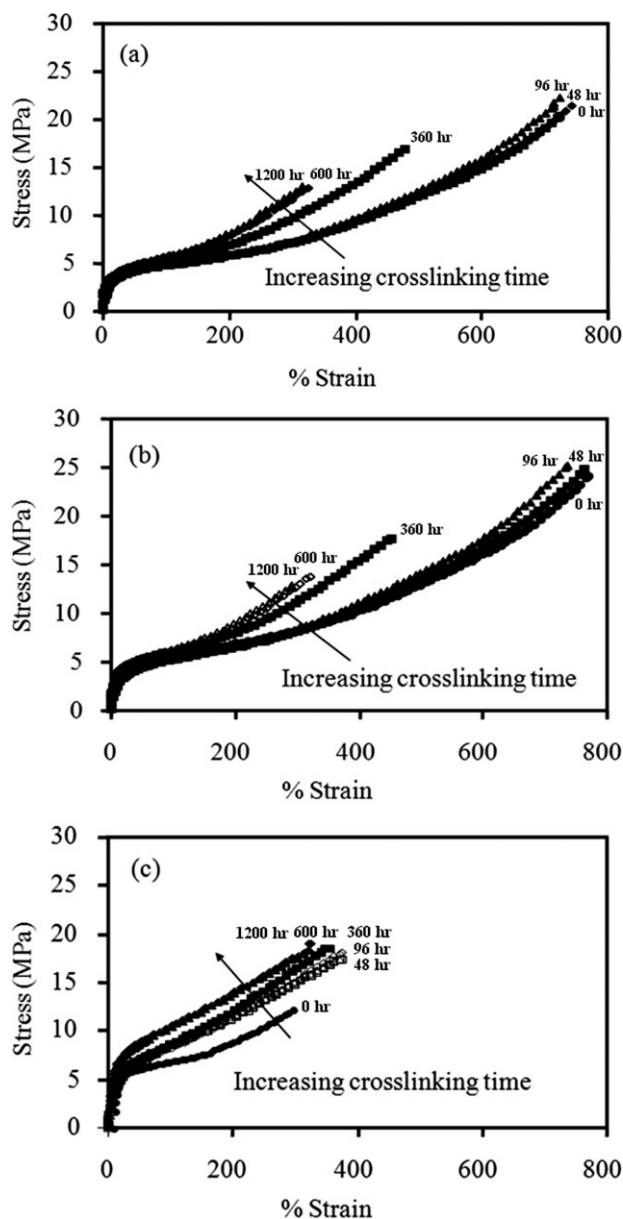 30
(a)
25
96 hr
48 hr
20
0 hr
360 hr
15
1200 hr 600 hr
10
5
Increasing crosslinking time
0
0 200 400 600 800
Stress (MPa)
% Strain
30
(b)
25
96 hr 48 hr
20
0 hr
360 hr
15
1200 hr 600 hr
10
5
Increasing crosslinking time
0
0 200 400 600 800
Stress (MPa)
% Strain
30
(c)
25
20
1200 hr 600 hr 360 hr
96 hr
48 hr
15
0 hr
10
5
Increasing crosslinking time
0
0 200 400 600 800
Stress (MPa)
% Strain